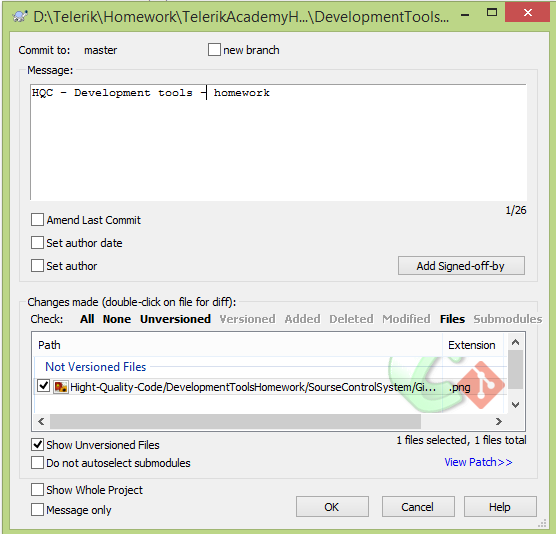 D:\Telerik\Homework\TelerikAcademyH...\DevelopmentTools...
Commit to: master new branch
Message:
HQC - Development tools - homework
1/26
Amend Last Commit
Set author date
Set author
Add Signed-off-by
Changes made (double-click on file for diff):
Check: All None Unversioned Versioned Added Deleted Modified Files Submodules
Path Extension
Not Versioned Files
Hight-Quality-Code/DevelopmentToolsHomework/SourseControlSystem/Gi... .png
Show Unversioned Files
1 files selected, 1 files total
Do not autoselect submodules
View Patch>>
Show Whole Project
Message only
OK Cancel Help